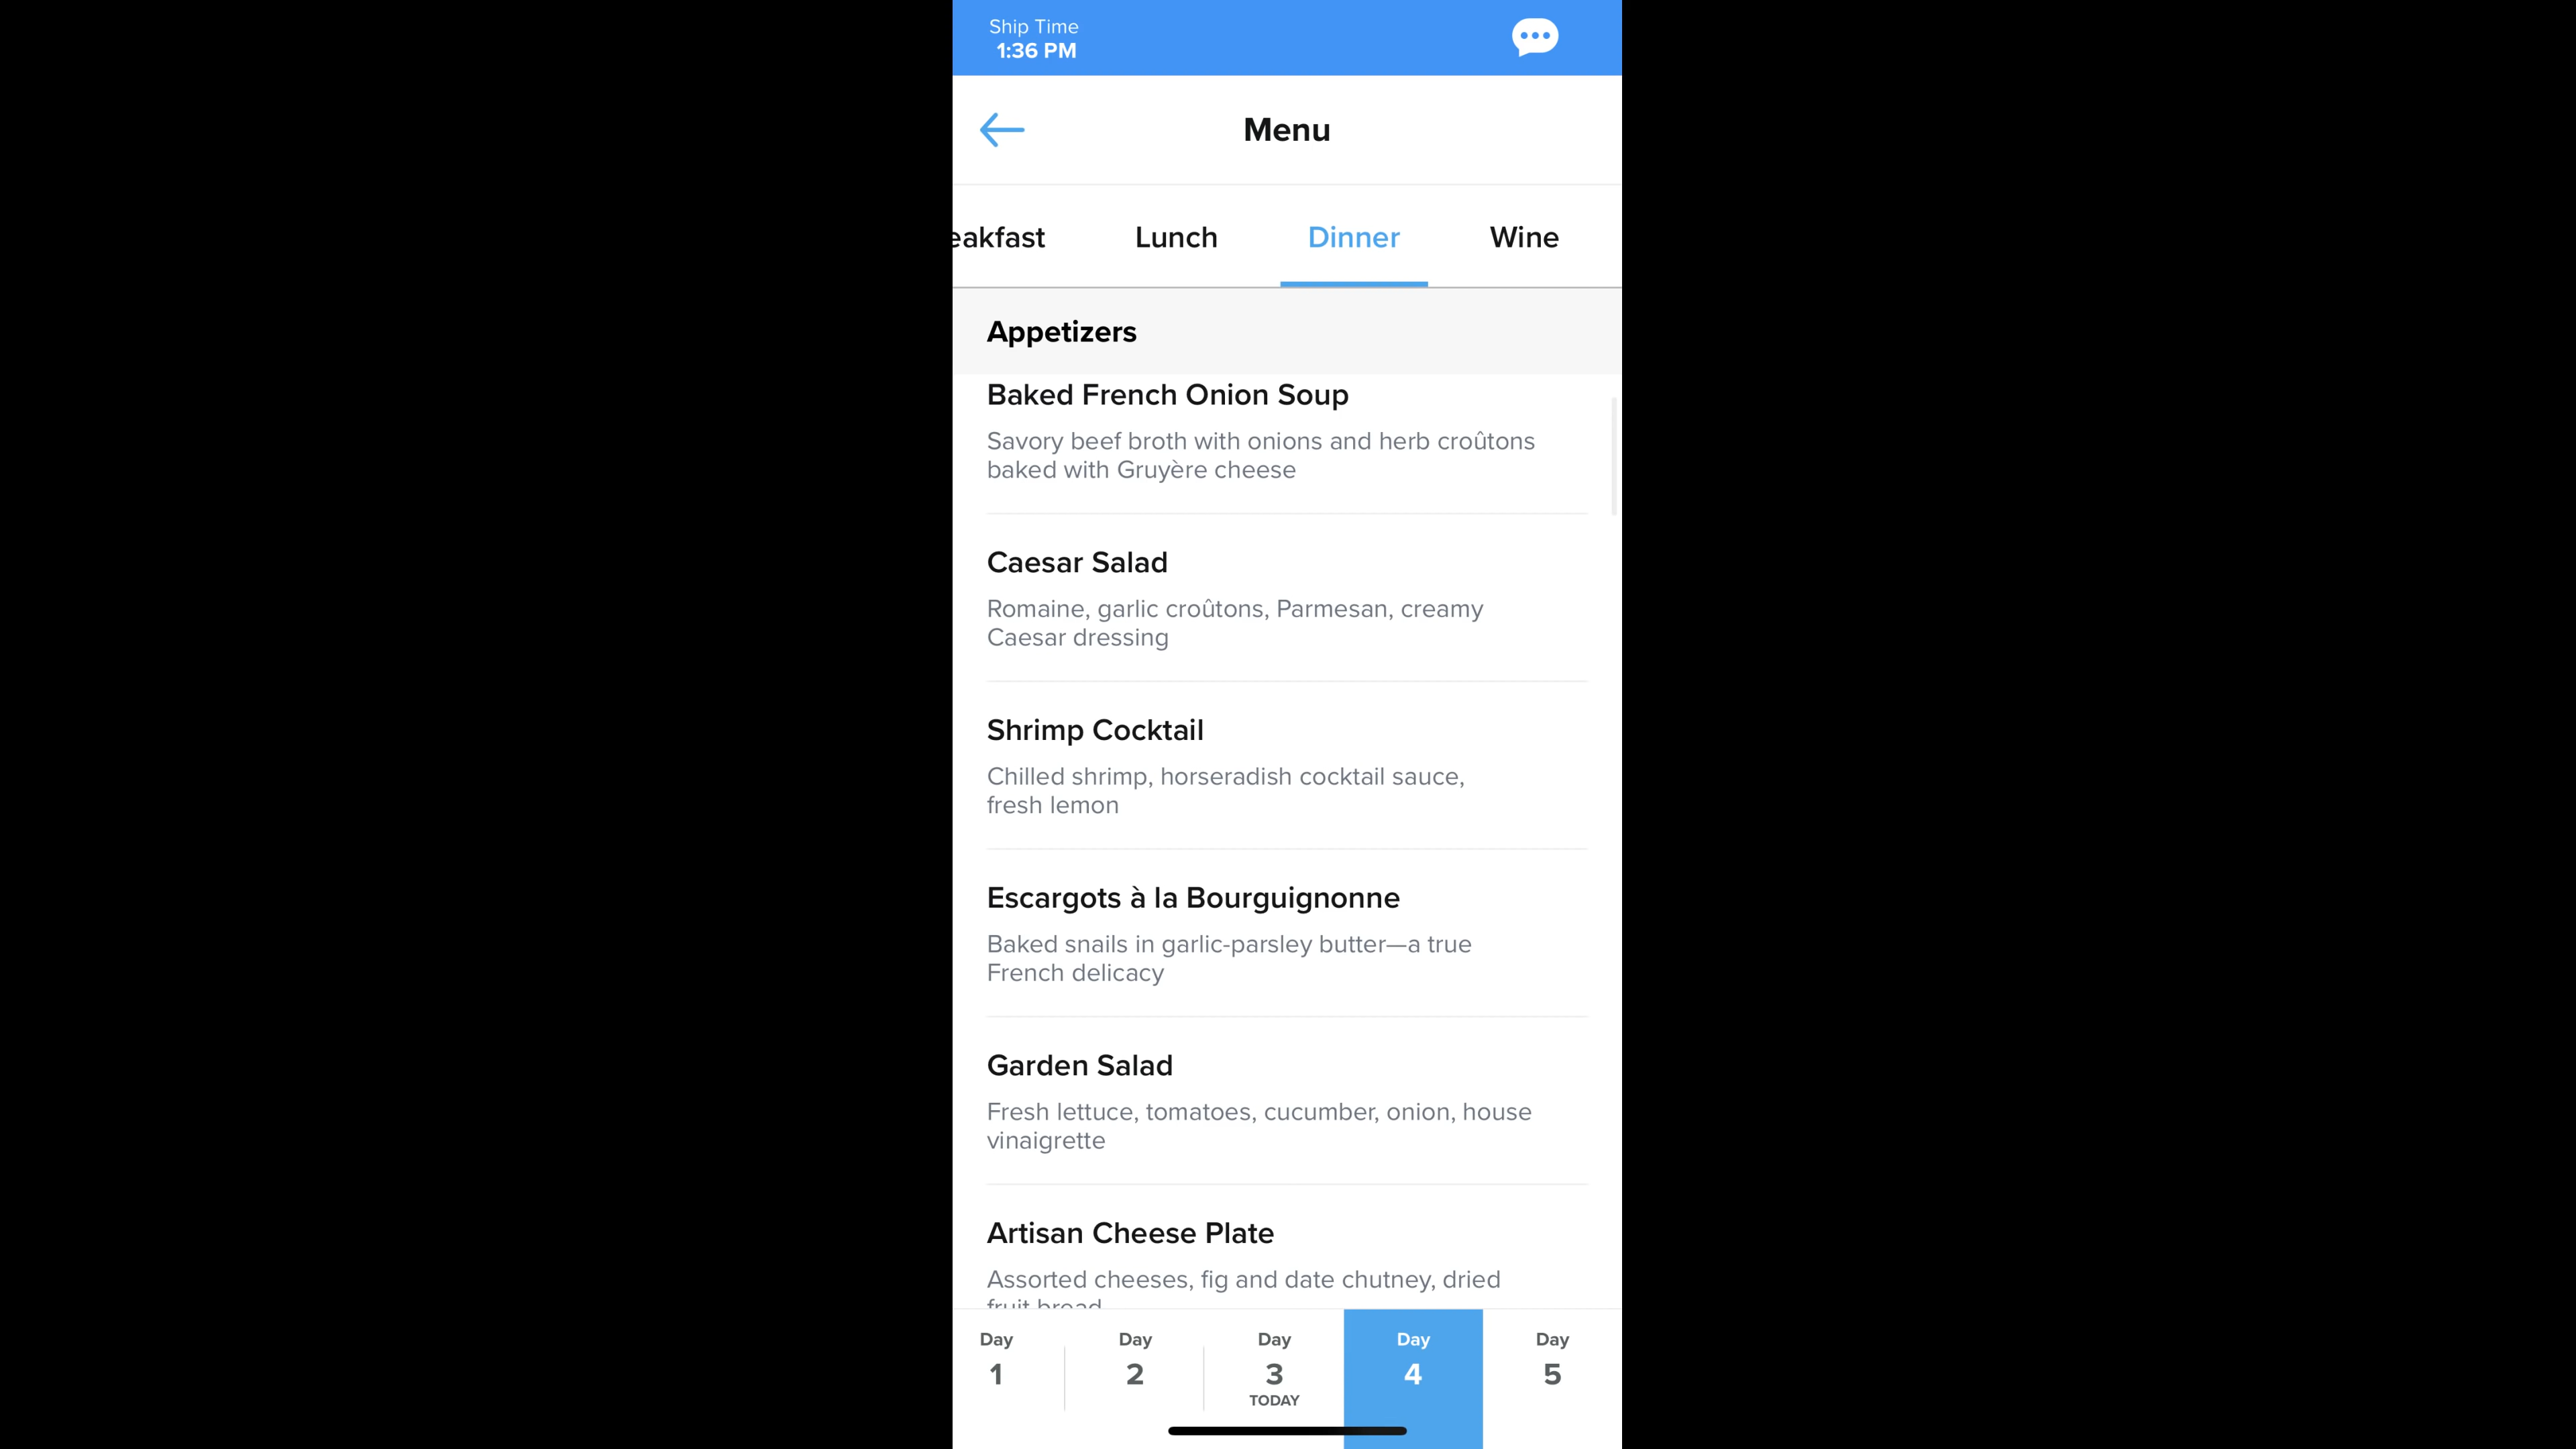 Ship Time
1:36 PM
Menu
eakfast Lunch Dinner Wine
Appetizers
Baked French Onion Soup
Savory beef broth with onions and herb croûtons
baked with Gruyère cheese
Caesar Salad
Romaine, garlic croûtons, Parmesan, creamy
Caesar dressing
Shrimp Cocktail
Chilled shrimp, horseradish cocktail sauce,
fresh lemon
Escargots à la Bourguignonne
Baked snails in garlic-parsley butter—a true
French delicacy
Garden Salad
Fresh lettuce, tomatoes, cucumber, onion, house
vinaigrette
Artisan Cheese Plate
Assorted cheeses, fig and date chutney, dried
fruit bread
Day Day Day Day Day
1 2 3 4 5
TODAY